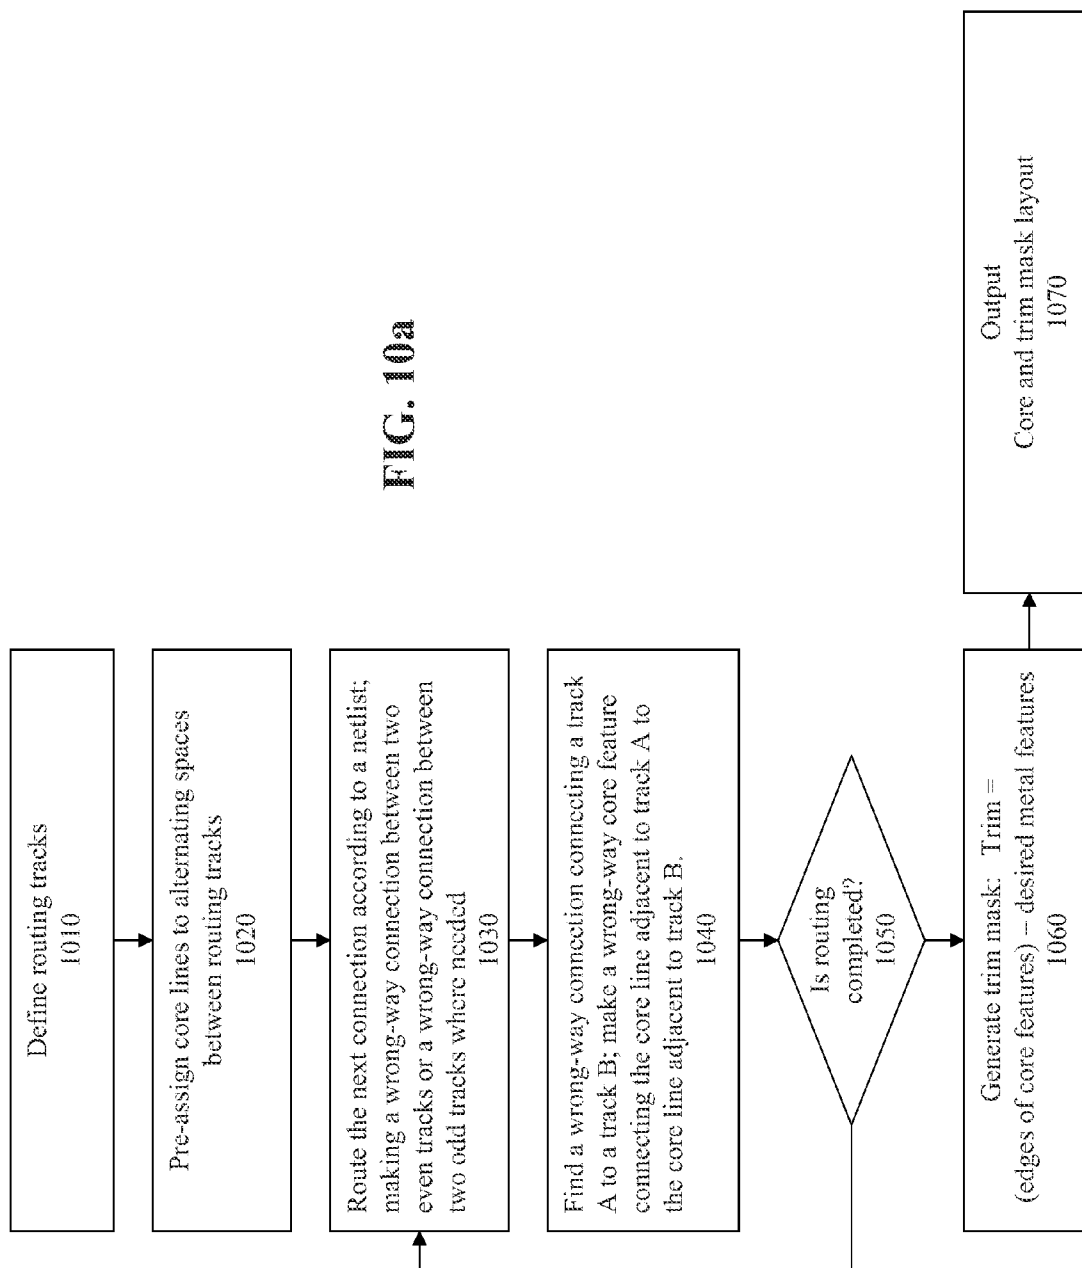 Define routing tracks
1010
Pre-assign core lines to alternating spaces
between routing tracks
1020
Route the next connection according to a netlist;
making a wrong-way connection between two
even tracks or a wrong-way connection between
two odd tracks where needed
1030
Find a wrong-way connection connecting a track
A to a track B; make a wrong-way core feature
connecting the core line adjacent to track A to
the core line adjacent to track B.
1040
Is routing
completed?
1050
Generate trim mask: Trim =
(edges of core features) – desired metal features
1060
Output
Core and trim mask layout
1070
FIG. 10a